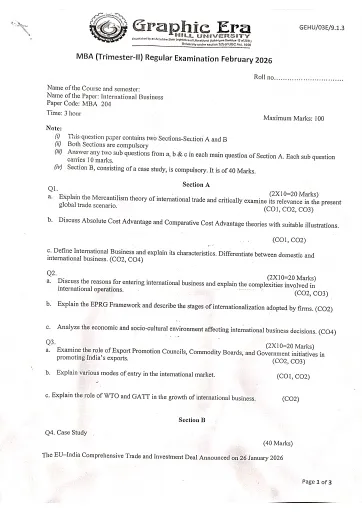 GEHU/03E/9.1.3
Graphic Era
HILL UNIVERSITY
MBA (Trimester-II) Regular Examination February 2026
Roll no..............................
Name of the Course and semester:
Name of the Paper: International Business
Paper Code: MBA 204
Time: 3 hour
Maximum Marks: 100
Note:
(i) This question paper contains two Sections-Section A and B
(ii) Both Sections are compulsory
(iii) Answer any two sub questions from a, b & c in each main question of Section A. Each sub question
carries 10 marks.
(iv) Section B, consisting of a case study, is compulsory. It is of 40 Marks.
Section A
Q1.
(2X10=20 Marks)
a. Explain the Mercantilism theory of international trade and critically examine its relevance in the present
global trade scenario. (CO1, CO2, CO3)
b. Discuss Absolute Cost Advantage and Comparative Cost Advantage theories with suitable illustrations.
(CO1, CO2)
c. Define International Business and explain its characteristics. Differentiate between domestic and
international business. (CO2, CO4)
Q2.
(2X10=20 Marks)
a. Discuss the reasons for entering international business and explain the complexities involved in
international operations. (CO2, CO3)
b. Explain the EPRG Framework and describe the stages of internationalization adopted by firms. (CO2)
c. Analyze the economic and socio-cultural environment affecting international business decisions. (CO4)
Q3.
(2X10=20 Marks)
a. Examine the role of Export Promotion Councils, Commodity Boards, and Government initiatives in
promoting India's exports. (CO2, CO3)
b. Explain various modes of entry in the international market. (CO1, CO2)
c. Explain the role of WTO and GATT in the growth of international business. (CO2)
Section B
Q4. Case Study
(40 Marks)
The EU–India Comprehensive Trade and Investment Deal Announced on 26 January 2026
Page 1 of 3